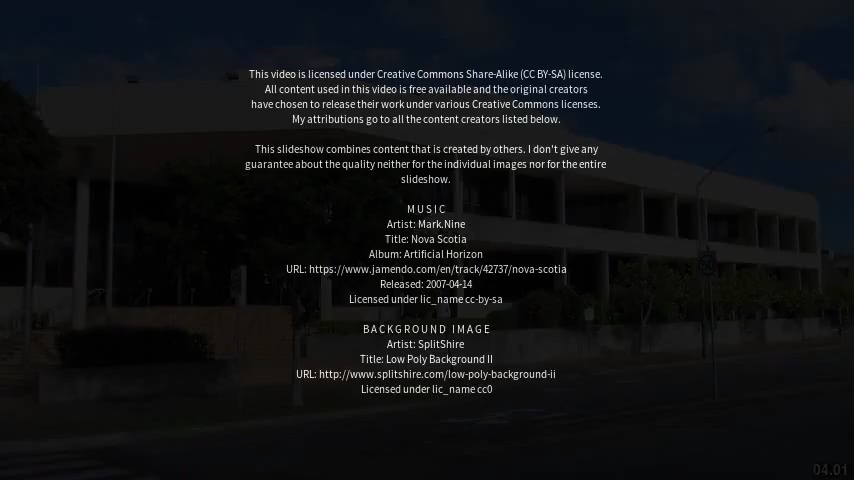 This video is licensed under Creative Commons Share-Alike (CC BY-SA) license.
All content used in this video is free available and the original creators
have chosen to release their work under various Creative Commons licenses.
My attributions go to all the content creators listed below.
This slideshow combines content that is created by others. I don't give any
guarantee about the quality neither for the individual images nor for the entire
slideshow.
MUSIC
Artist: Mark.Nine
Title: Nova Scotia
Album: Artificial Horizon
URL: https://www.jamendo.com/en/track/42737/nova-scotia
Released: 2007-04-14
Licensed under lic_name cc-by-sa
BACKGROUND IMAGE
Artist: SplitShire
Title: Low Poly Background II
URL: http://www.splitshire.com/low-poly-background-ii
Licensed under lic_name cc0
04.01